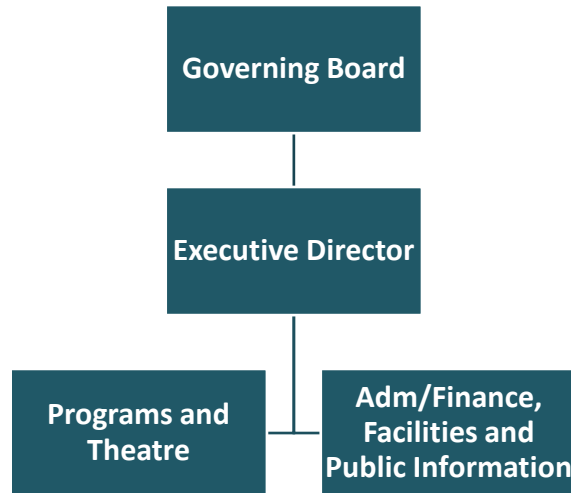 Governing Board
Executive Director
Programs and
Theatre
Adm/Finance,
Facilities and
Public Information